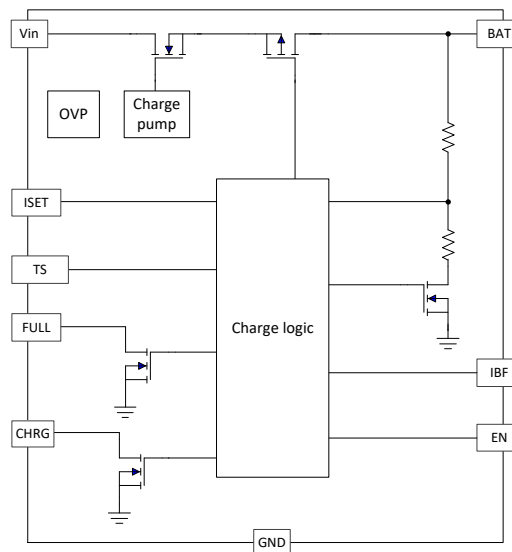 Vin
BAT
OVP
Charge
pump
ISET
TS
Charge logic
FULL
IBF
CHRG
EN
GND